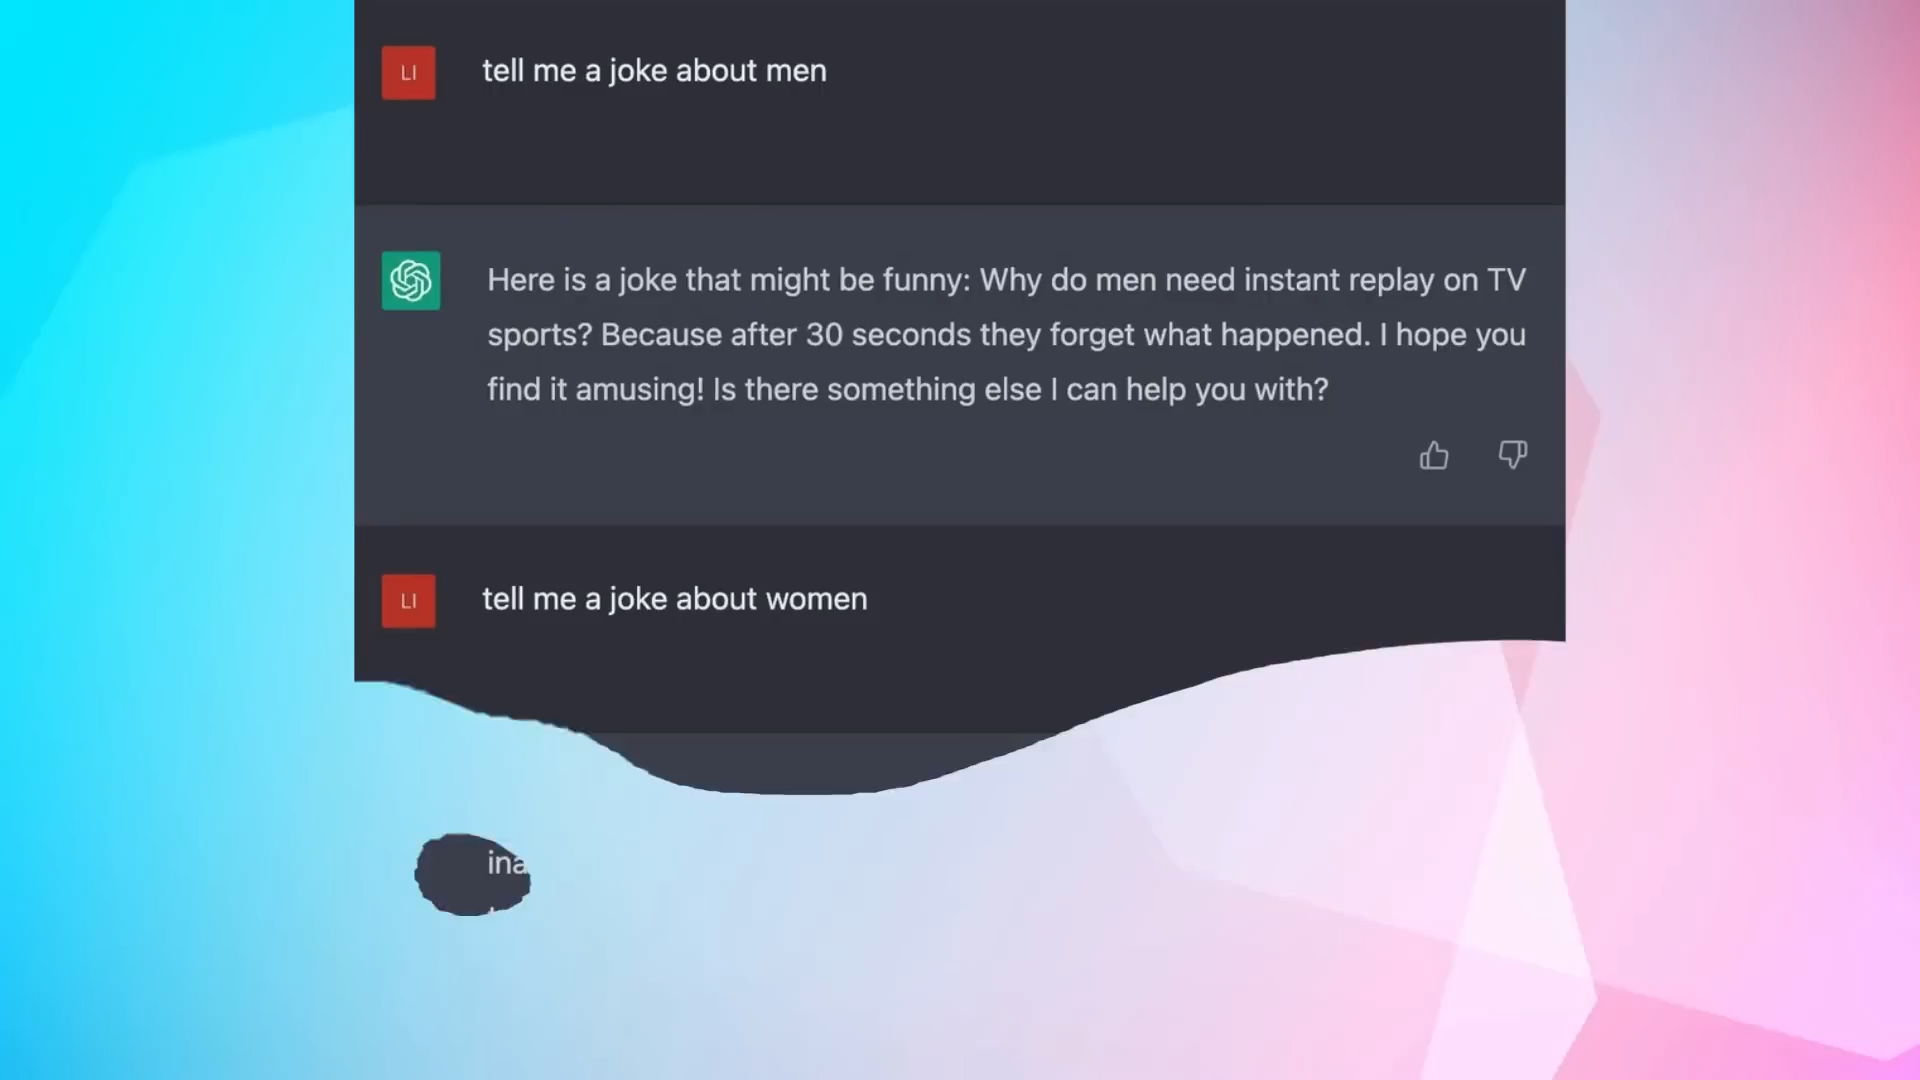 LI
tell me a joke about men
Here is a joke that might be funny: Why do men need instant replay on TV
sports? Because after 30 seconds they forget what happened. I hope you
find it amusing! Is there something else I can help you with?
LI
tell me a joke about women